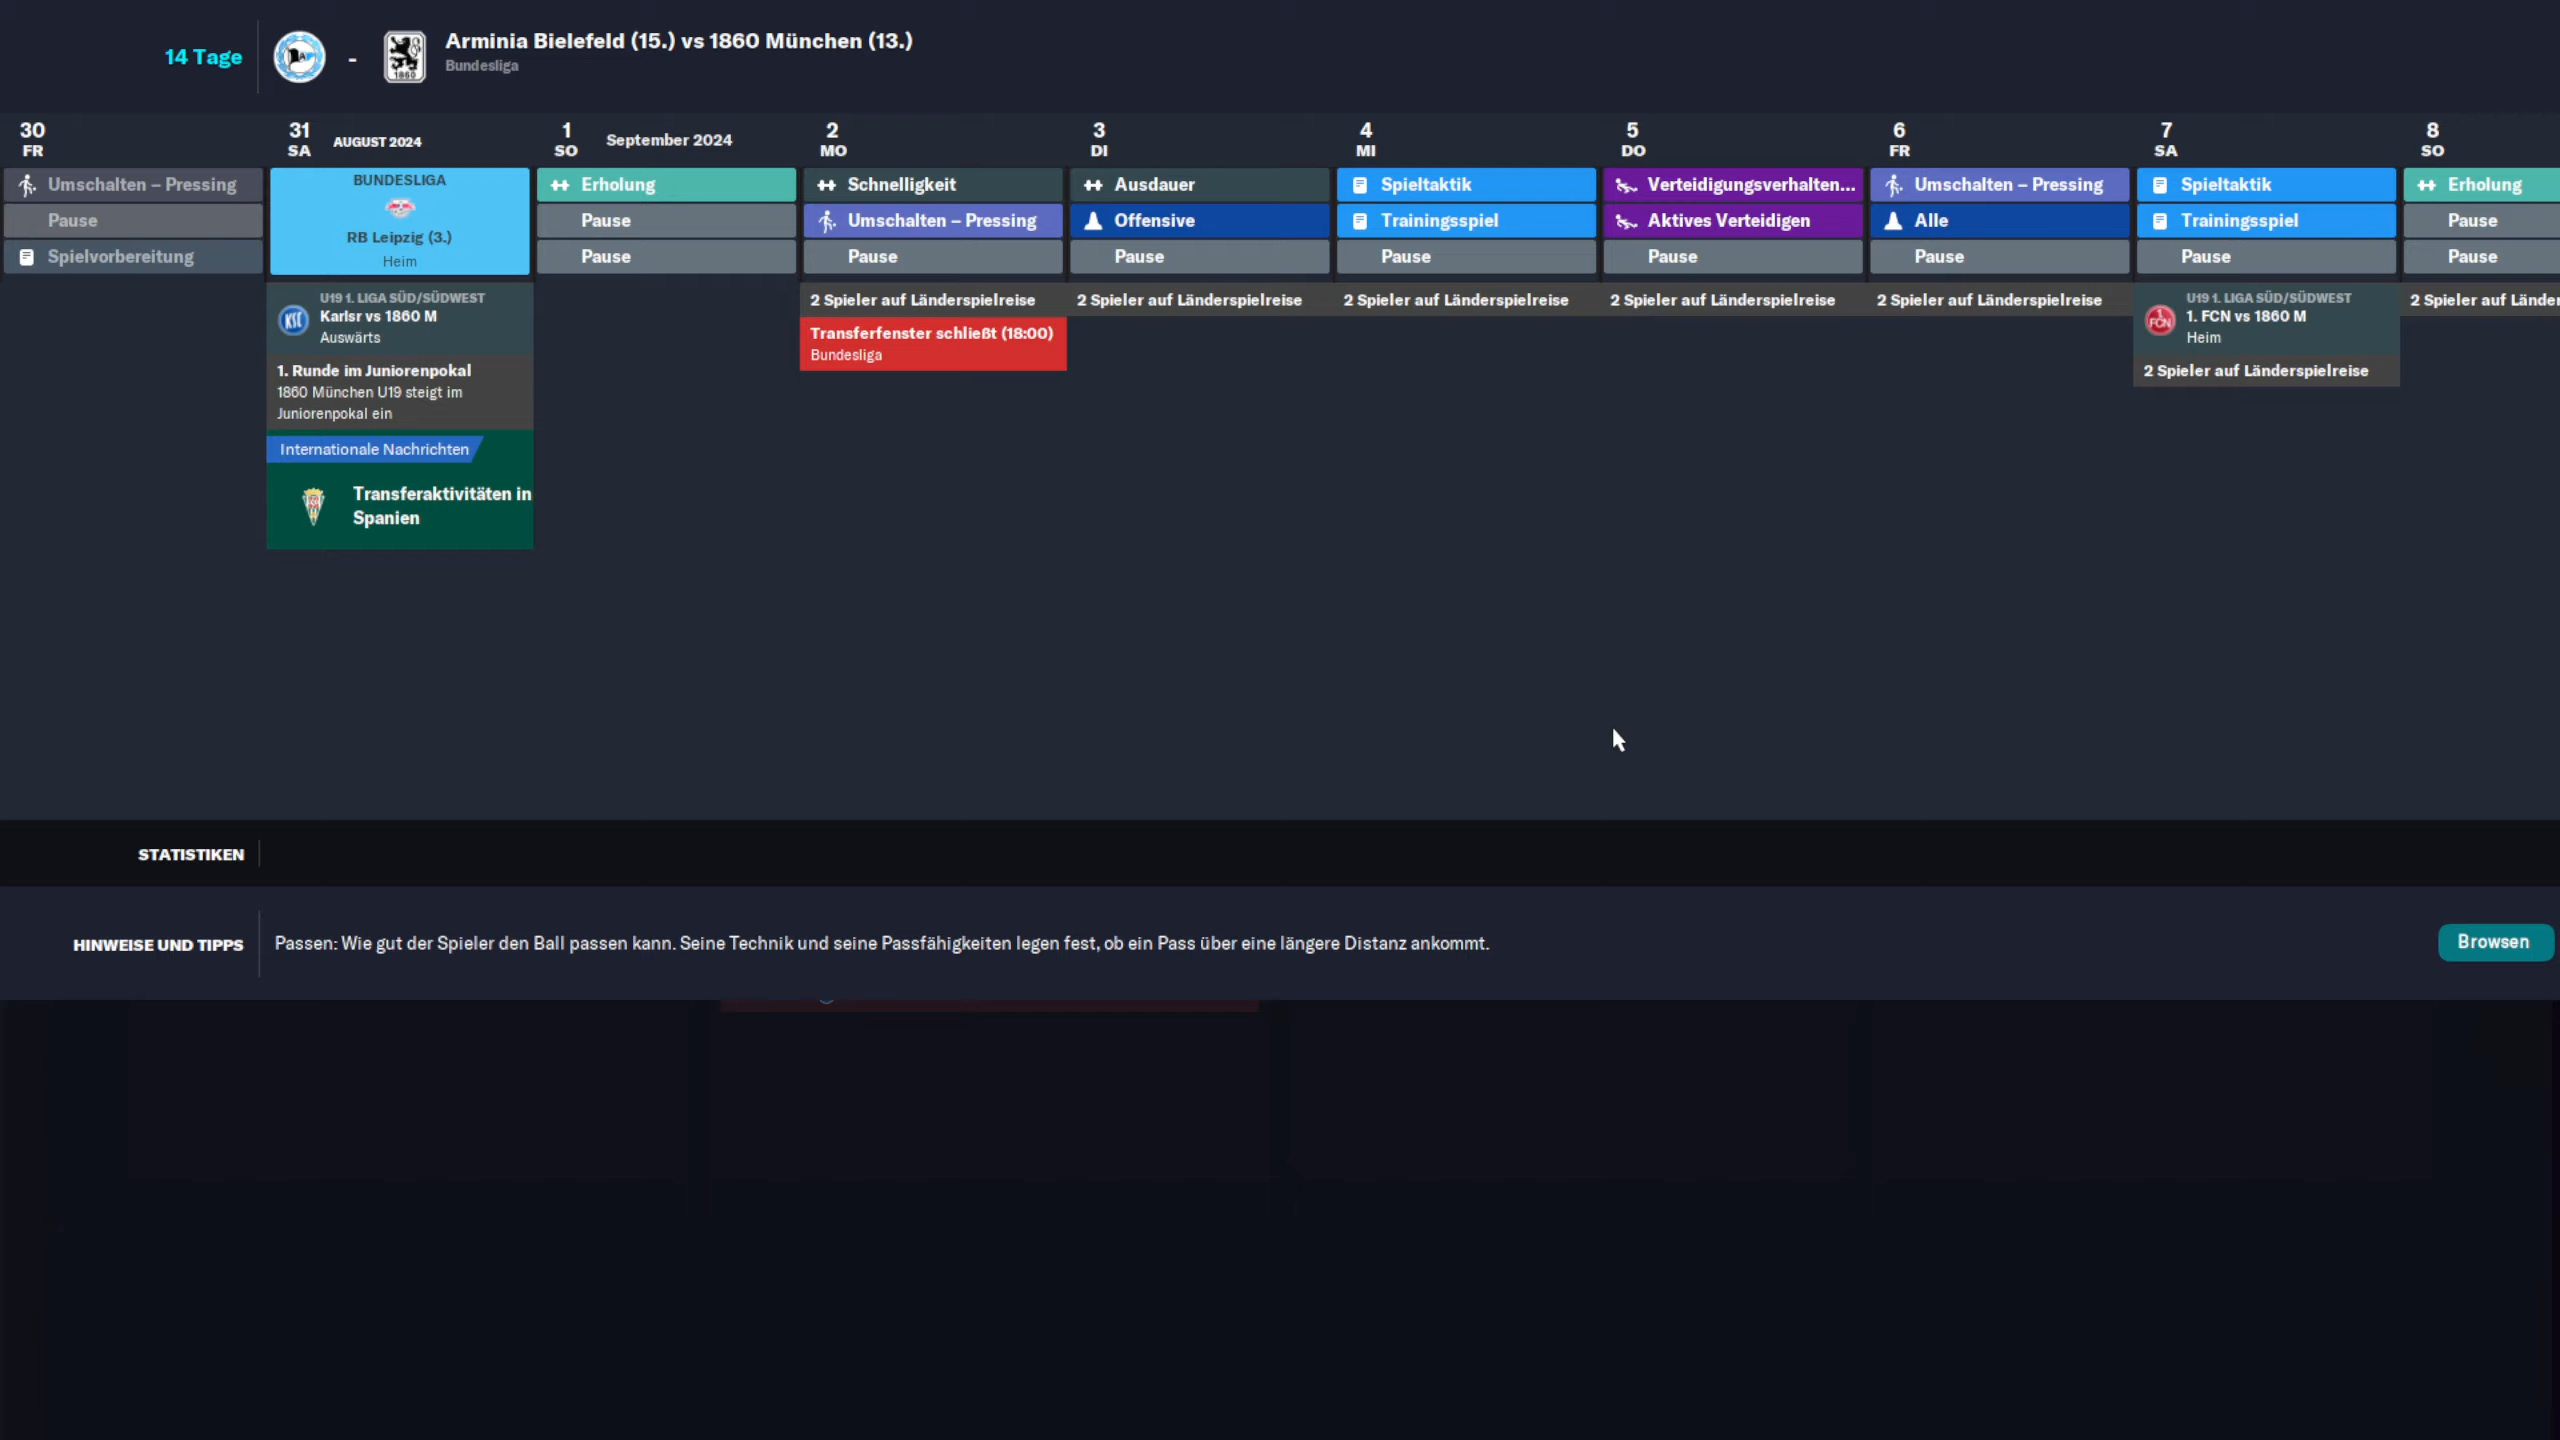 14 Tage
-
Arminia Bielefeld (15.) vs 1860 München (13.)
Bundesliga
1860
30
FR
31
SA
AUGUST 2024
1
SO
September 2024
2
MO
3
DI
4
MI
5
DO
6
FR
7
SA
8
SO
Umschalten – Pressing
Pause
Spielvorbereitung
BUNDESLIGA
RB Leipzig (3.)
Heim
Erholung
Pause
Pause
Schnelligkeit
Umschalten – Pressing
Pause
Ausdauer
Offensive
Pause
Spieltaktik
Trainingsspiel
Pause
Verteidigungsverhalten...
Aktives Verteidigen
Pause
Umschalten – Pressing
Alle
Pause
Spieltaktik
Trainingsspiel
Pause
Erholung
Pause
Pause
KSC
U19 1. LIGA SÜD/SÜDWEST
Karlsr vs 1860 M
Auswärts
1. Runde im Juniorenpokal
1860 München U19 steigt im
Juniorenpokal ein
Internationale Nachrichten
Transferaktivitäten in
Spanien
2 Spieler auf Länderspielreise
Transferfenster schließt (18:00)
Bundesliga
2 Spieler auf Länderspielreise
2 Spieler auf Länderspielreise
2 Spieler auf Länderspielreise
2 Spieler auf Länderspielreise
1. FCN
U19 1. LIGA SÜD/SÜDWEST
1. FCN vs 1860 M
Heim
2 Spieler auf Länderspielreise
2 Spieler auf Länder
STATISTIKEN
HINWEISE UND TIPPS
Passen: Wie gut der Spieler den Ball passen kann. Seine Technik und seine Passfähigkeiten legen fest, ob ein Pass über eine längere Distanz ankommt.
Browsen